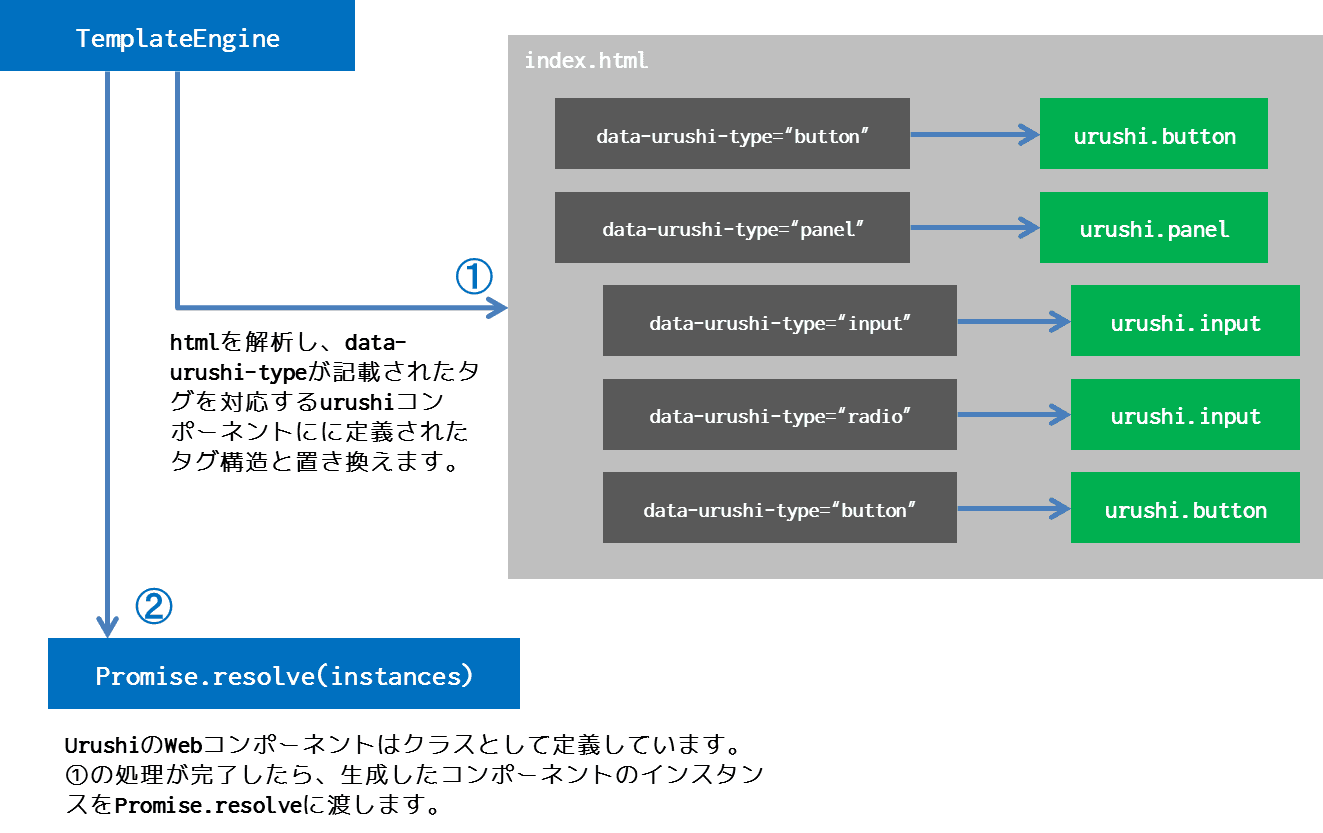 TemplateEngine
index.html
data-urushi-type=“button”
urushi.button
data-urushi-type=“panel”
urushi.panel
①
data-urushi-type=“input”
urushi.input
htmlを解析し、data-
urushi-typeが記載されたタ
グを対応するurushiコン
ポーネントにに定義された
タグ構造と置き換えます。
data-urushi-type=“radio”
urushi.input
data-urushi-type=“button”
urushi.button
②
Promise.resolve(instances)
UrushiのWebコンポーネントはクラスとして定義しています。
①の処理が完了したら、生成したコンポーネントのインスタン
スをPromise.resolveに渡します。